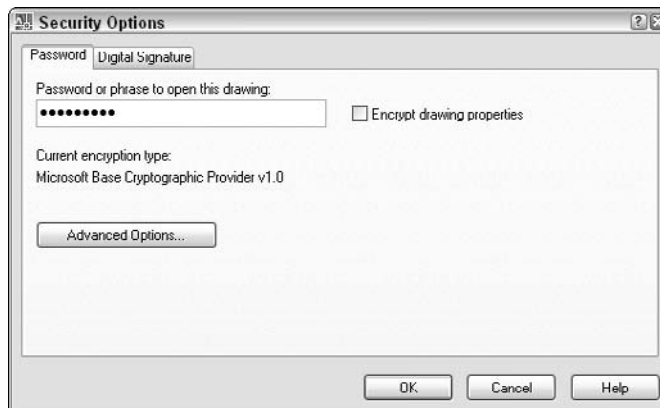 Security Options
Password Digital Signature
Password or phrase to open this drawing:
●●●●●●●●●
Encrypt drawing properties
Current encryption type:
Microsoft Base Cryptographic Provider v1.0
Advanced Options...
OK Cancel Help